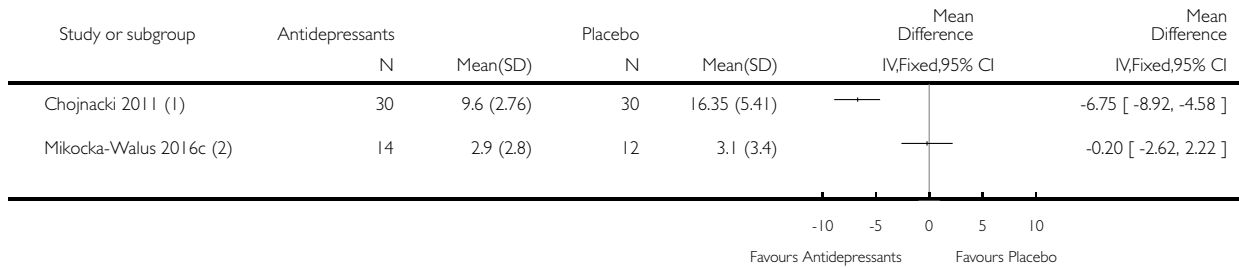 Mean Mean
Study or subgroup Antidepressants Placebo Difference Difference
N Mean(SD) N Mean(SD) IV,Fixed,95% CI IV,Fixed,95% CI
Chojnacki 2011 (1) 30 9.6 (2.76) 30 16.35 (5.41) -6.75 [ -8.92, -4.58 ]
Mikocka-Walus 2016c (2) 14 2.9 (2.8) 12 3.1 (3.4) -0.20 [ -2.62, 2.22 ]
-10 -5 0 5 10
Favours Antidepressants Favours Placebo